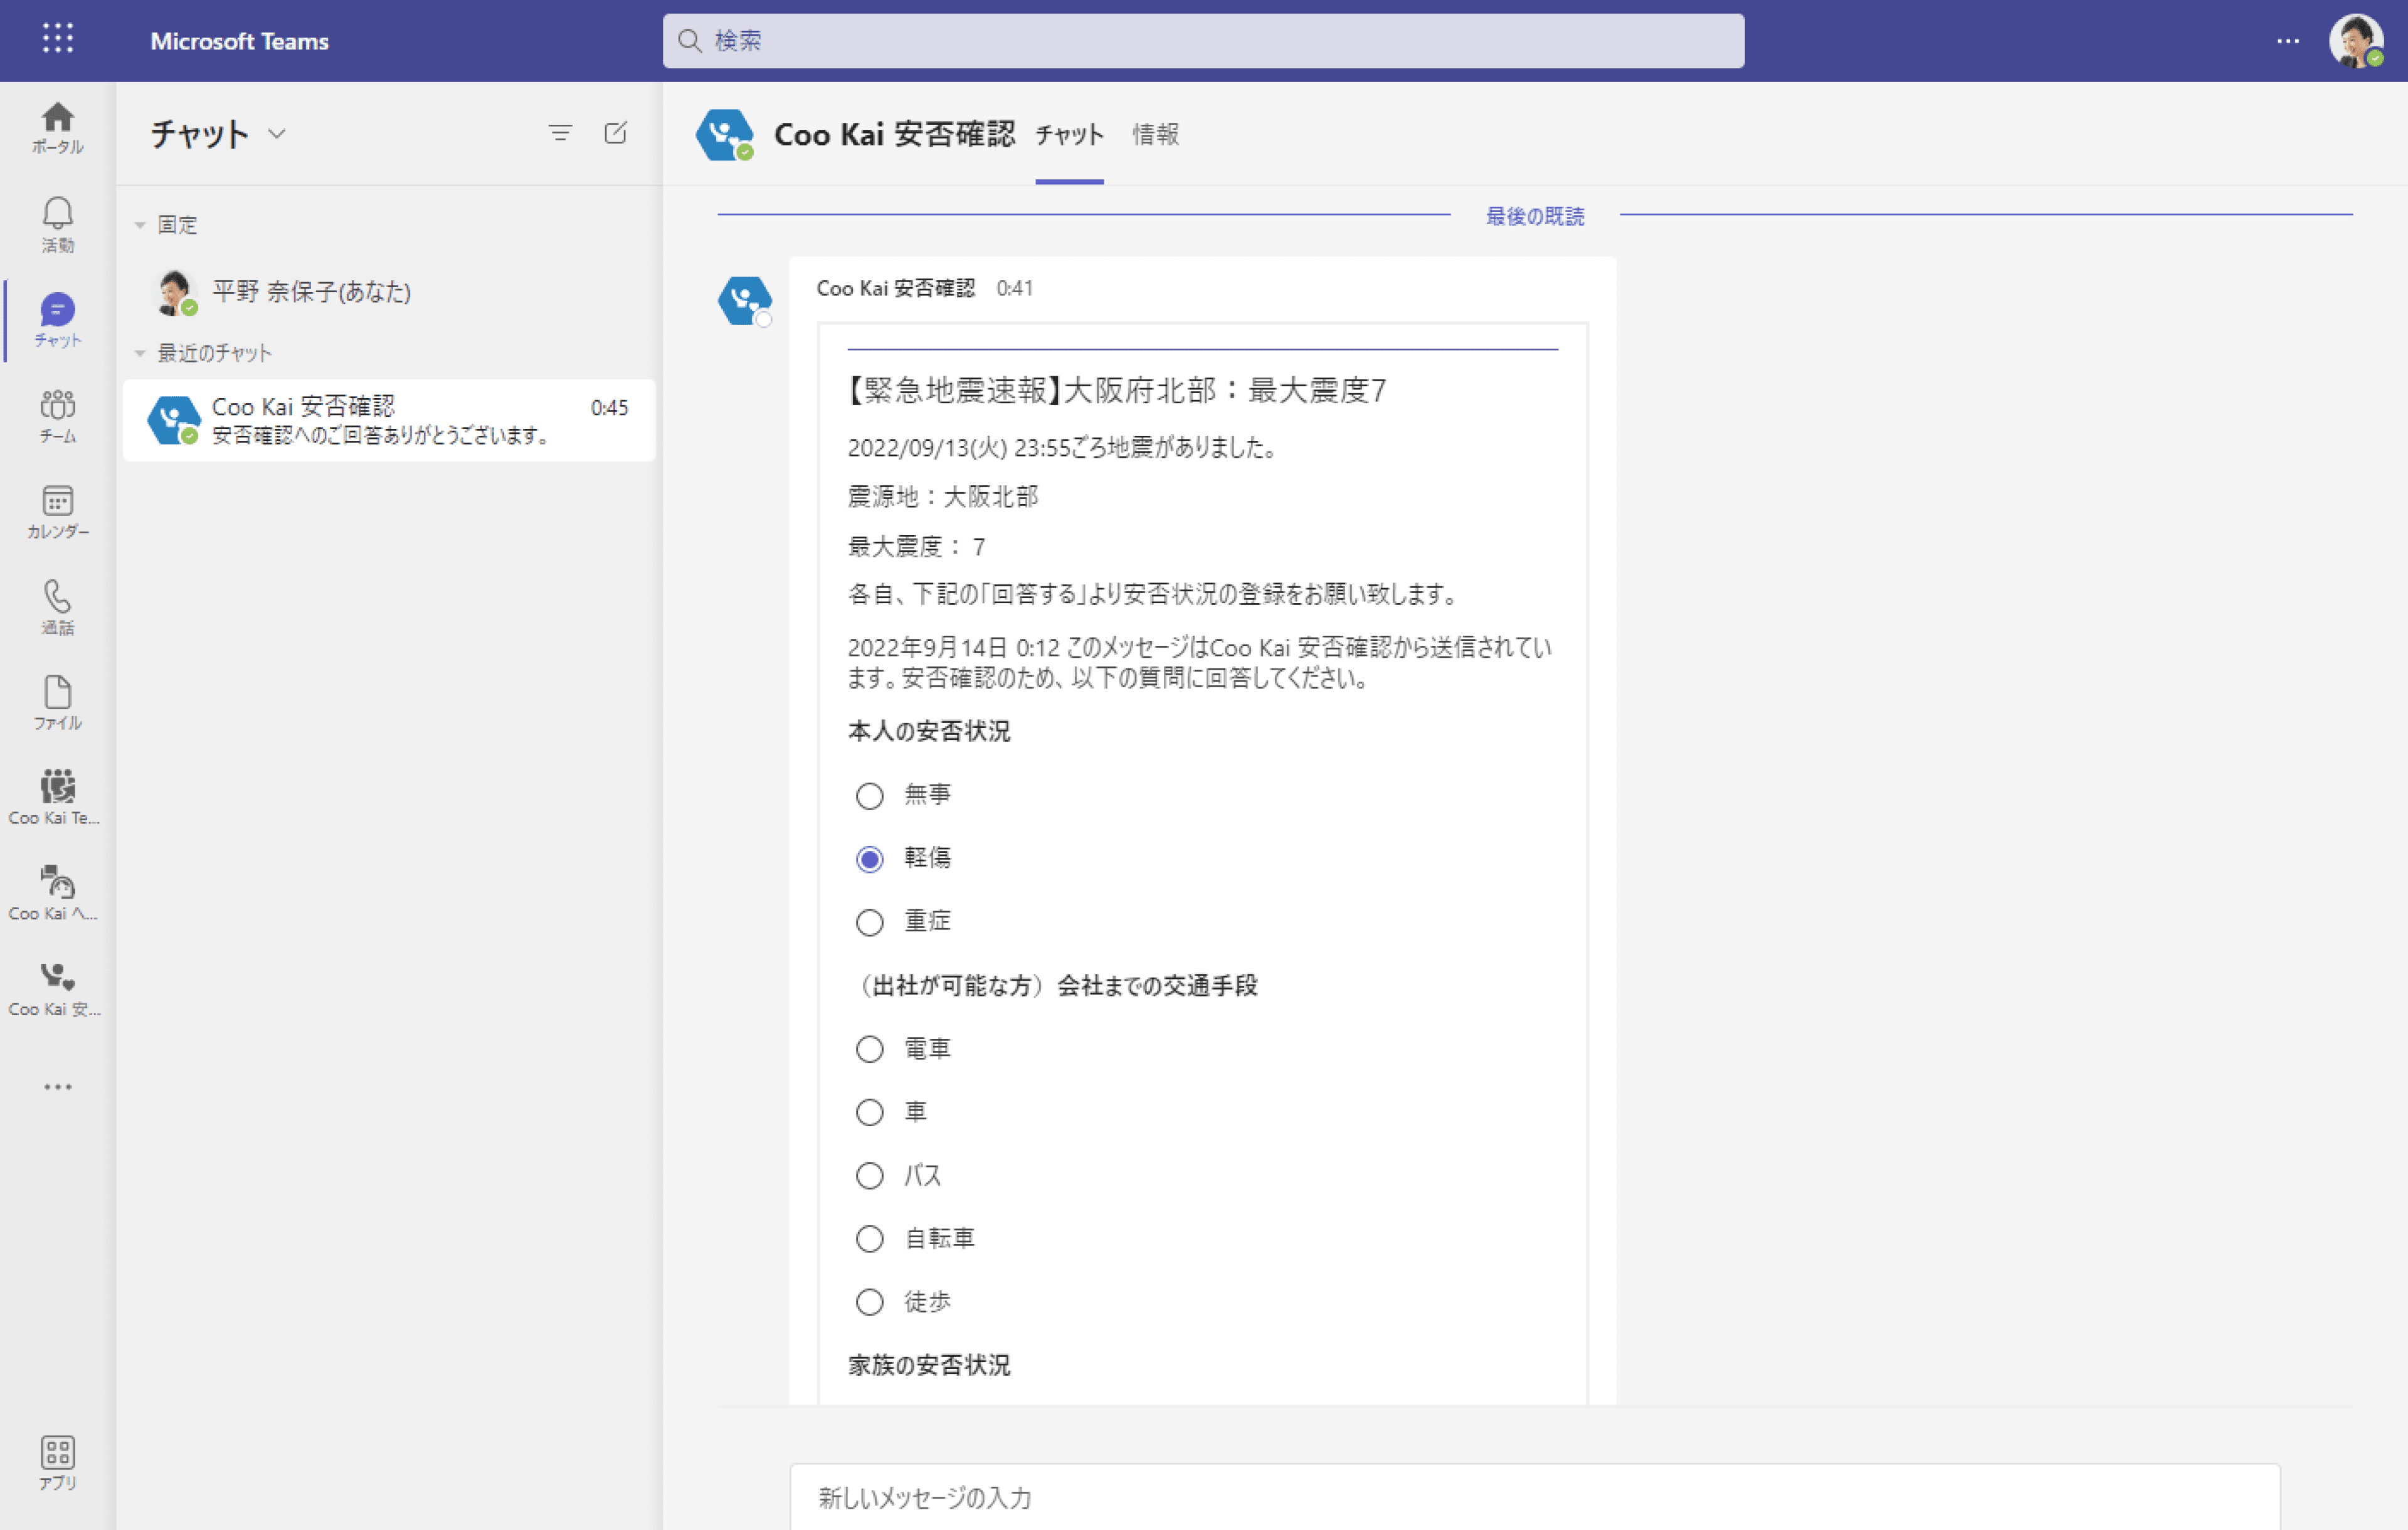 Microsoft Teams
検索
ポータル
活動
チャット
チーム
カレンダー
通話
ファイル
Coo Kai Te...
Coo Kai ヘ...
Coo Kai 安...
アプリ
チャット
固定
平野 奈保子(あなた)
最近のチャット
Coo Kai 安否確認 0:45
安否確認へのご回答ありがとうございます。
Coo Kai 安否確認 チャット 情報
最後の既読
Coo Kai 安否確認 0:41
【緊急地震速報】大阪府北部：最大震度7
2022/09/13(火) 23:55ごろ地震がありました。
震源地：大阪北部
最大震度： 7
各自、下記の「回答する」より安否状況の登録をお願い致します。
2022年9月14日 0:12 このメッセージはCoo Kai 安否確認から送信されてい
ます。安否確認のため、以下の質問に回答してください。
本人の安否状況
無事
軽傷
重症
（出社が可能な方）会社までの交通手段
電車
車
バス
自転車
徒歩
家族の安否状況
新しいメッセージの入力